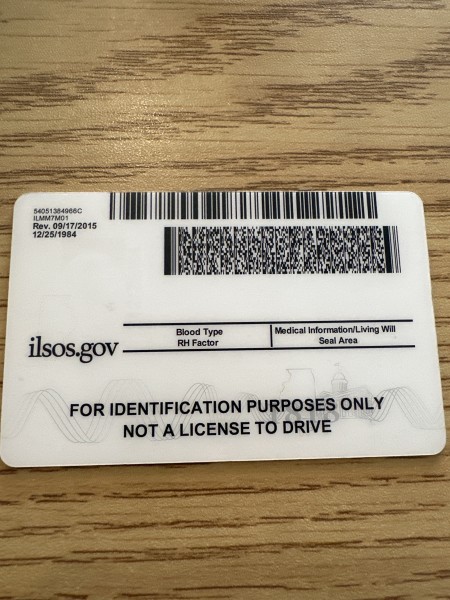 54051384966C
ILMM7M01
Rev. 09/17/2015
12/25/1984
ilsos.gov
Blood Type
RH Factor
Medical Information/Living Will
Seal Area
FOR IDENTIFICATION PURPOSES ONLY
NOT A LICENSE TO DRIVE